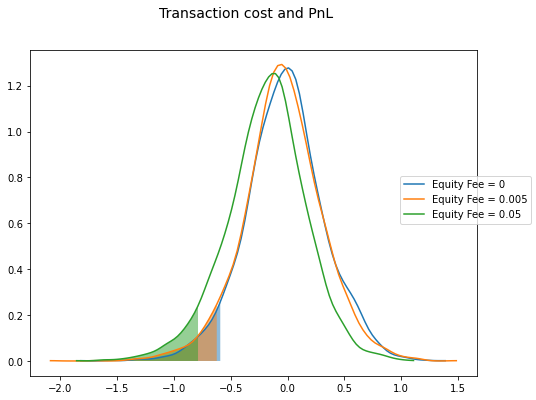 Transaction cost and PnL
1.2
1.0
0.8
0.6
0.4
0.2
0.0
Equity Fee = 0
Equity Fee = 0.005
Equity Fee = 0.05
−2.0 −1.5 −1.0 −0.5 0.0 0.5 1.0 1.5